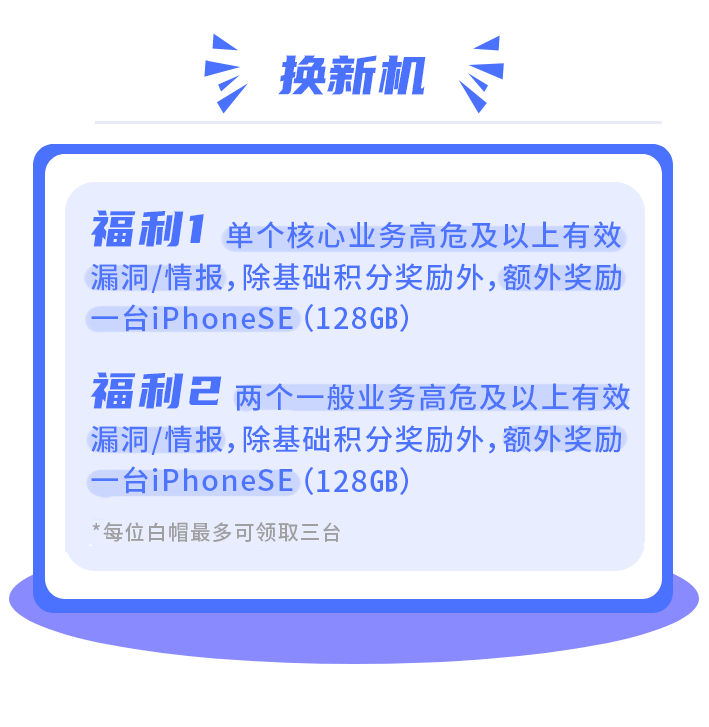 换新机
福利1 单个核心业务高危及以上有效
漏洞/情报，除基础积分奖励外，额外奖励
一台iPhoneSE（128GB）
福利2 两个一般业务高危及以上有效
漏洞/情报，除基础积分奖励外，额外奖励
一台iPhoneSE（128GB）
*每位白帽最多可领取三台